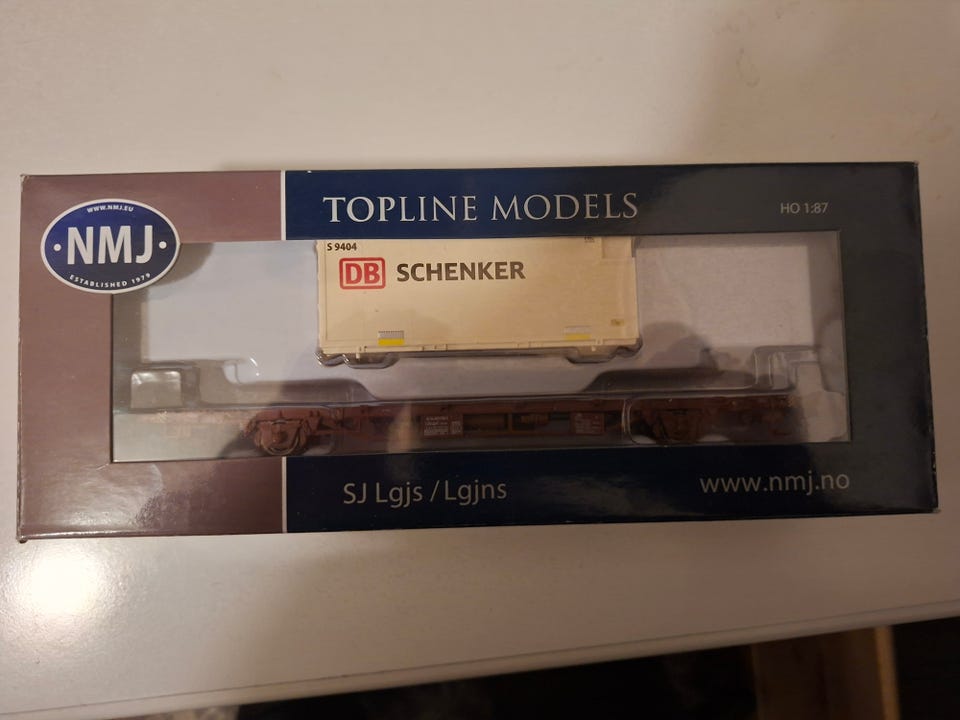 WWW.NMJ.EU
NMJ
ESTABLISHED 1979
TOPLINE MODELS
HO 1:87
S 9404
DB SCHENKER
SJ Lgjs / Lgjns
www.nmj.no